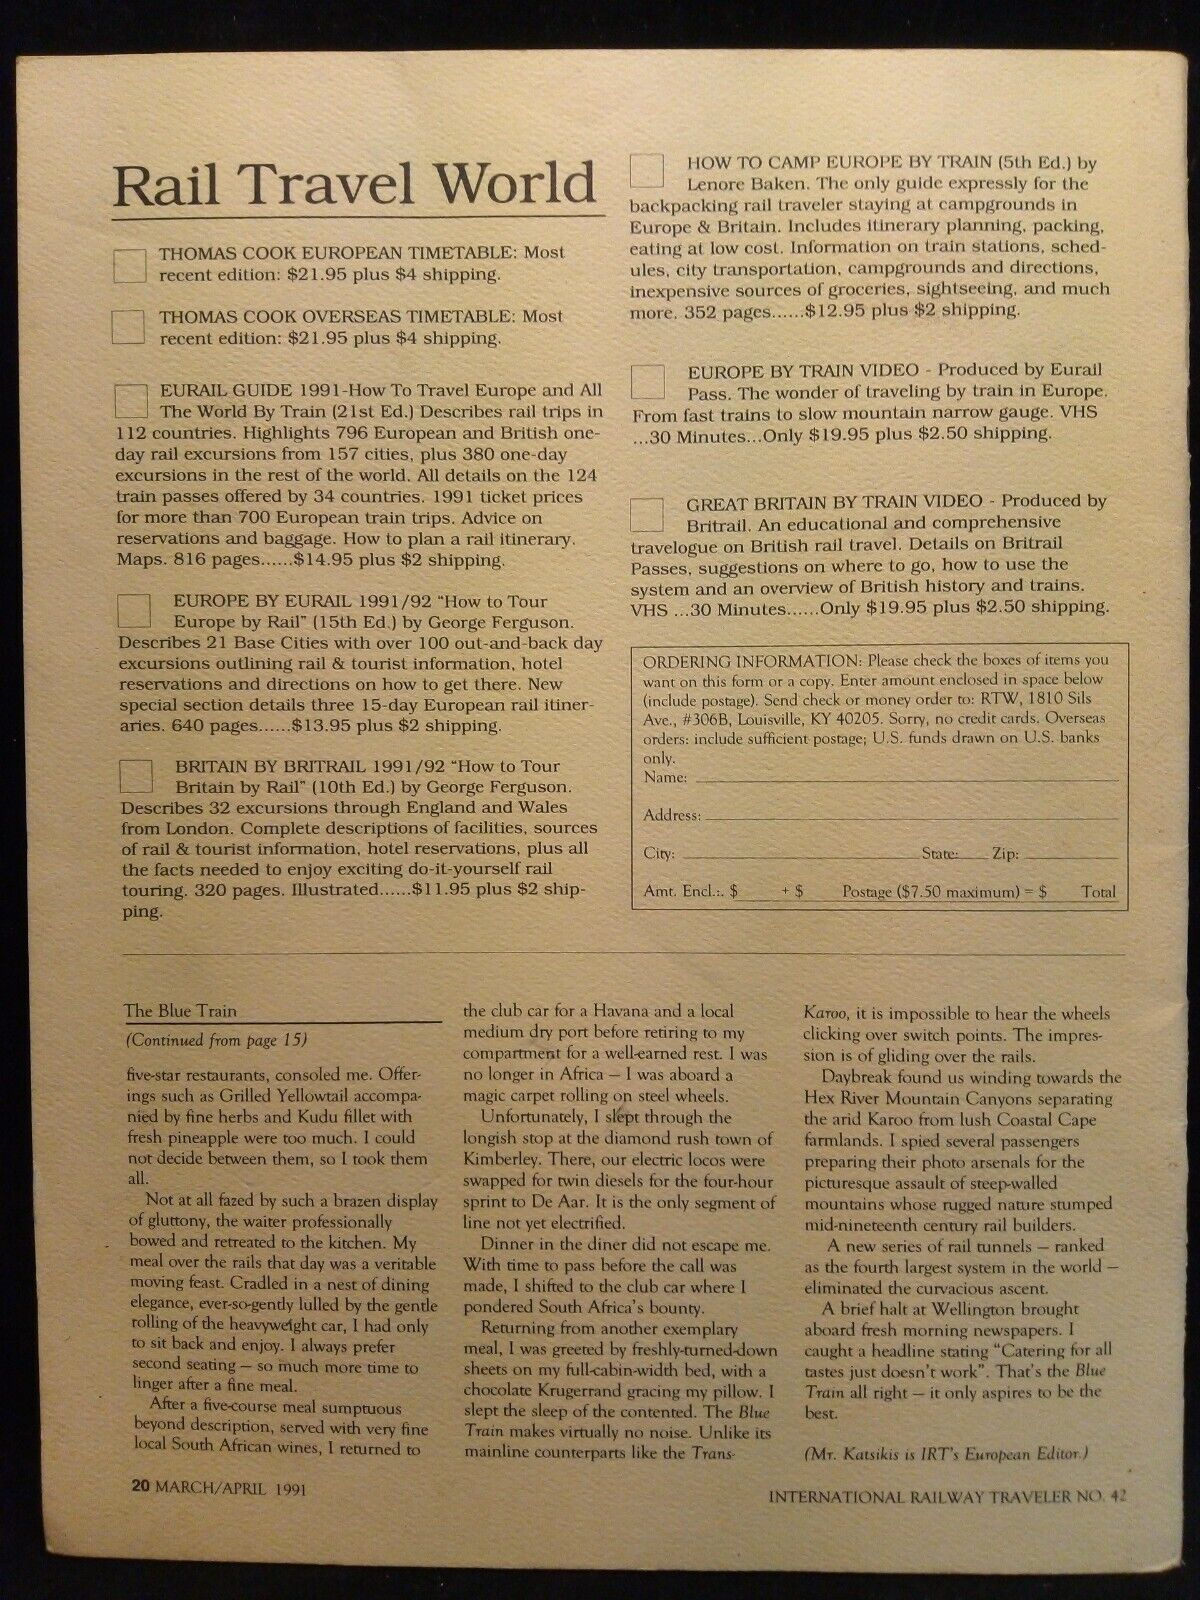 Rail Travel World
THOMAS COOK EUROPEAN TIMETABLE: Most
recent edition: $21.95 plus $4 shipping.
THOMAS COOK OVERSEAS TIMETABLE: Most
recent edition: $21.95 plus $4 shipping.
EURAIL GUIDE 1991-How To Travel Europe and All
The World By Train (21st Ed.) Describes rail trips in
112 countries. Highlights 796 European and British one-
day rail excursions from 157 cities, plus 380 one-day
excursions in the rest of the world. All details on the 124
train passes offered by 34 countries. 1991 ticket prices
for more than 700 European train trips. Advice on
reservations and baggage. How to plan a rail itinerary.
Maps. 816 pages......$14.95 plus $2 shipping.
EUROPE BY EURAIL 1991/92 "How to Tour
Europe by Rail" (15th Ed.) by George Ferguson.
Describes 21 Base Cities with over 100 out-and-back day
excursions outlining rail & tourist information, hotel
reservations and directions on how to get there. New
special section details three 15-day European rail itiner-
aries. 640 pages......$13.95 plus $2 shipping.
BRITAIN BY BRITRAIL 1991/92 "How to Tour
Britain by Rail" (10th Ed.) by George Ferguson.
Describes 32 excursions through England and Wales
from London. Complete descriptions of facilities, sources
of rail & tourist information, hotel reservations, plus all
the facts needed to enjoy exciting do-it-yourself rail
touring. 320 pages. Illustrated......$11.95 plus $2 ship-
ping.
HOW TO CAMP EUROPE BY TRAIN (5th Ed.) by
Lenore Baken. The only guide expressly for the
backpacking rail traveler staying at campgrounds in
Europe & Britain. Includes itinerary planning, packing,
eating at low cost. Information on train stations, sched-
ules, city transportation, campgrounds and directions,
inexpensive sources of groceries, sightseeing, and much
more. 352 pages......$12.95 plus $2 shipping.
EUROPE BY TRAIN VIDEO - Produced by Eurail
Pass. The wonder of traveling by train in Europe.
From fast trains to slow mountain narrow gauge. VHS
...30 Minutes...Only $19.95 plus $2.50 shipping.
GREAT BRITAIN BY TRAIN VIDEO - Produced by
Britrail. An educational and comprehensive
travelogue on British rail travel. Details on Britrail
Passes, suggestions on where to go, how to use the
system and an overview of British history and trains.
VHS ...30 Minutes......Only $19.95 plus $2.50 shipping.
ORDERING INFORMATION: Please check the boxes of items you
want on this form or a copy. Enter amount enclosed in space below
(include postage). Send check or money order to: RTW, 1810 Sils
Ave., #306B, Louisville, KY 40205. Sorry, no credit cards. Overseas
orders: include sufficient postage; U.S. funds drawn on U.S. banks
only.
Name:
Address:
City: State: Zip:
Amt. Encl.:. $ + $ Postage ($7.50 maximum) = $ Total
The Blue Train
(Continued from page 15)
five-star restaurants, consoled me. Offer-
ings such as Grilled Yellowtail accompa-
nied by fine herbs and Kudu fillet with
fresh pineapple were too much. I could
not decide between them, so I took them
all.
Not at all fazed by such a brazen display
of gluttony, the waiter professionally
bowed and retreated to the kitchen. My
meal over the rails that day was a veritable
moving feast. Cradled in a nest of dining
elegance, ever-so-gently lulled by the gentle
rolling of the heavyweight car, I had only
to sit back and enjoy. I always prefer
second seating — so much more time to
linger after a fine meal.
After a five-course meal sumptuous
beyond description, served with very fine
local South African wines, I returned to
the club car for a Havana and a local
medium dry port before retiring to my
compartment for a well-earned rest. I was
no longer in Africa — I was aboard a
magic carpet rolling on steel wheels.
Unfortunately, I slept through the
longish stop at the diamond rush town of
Kimberley. There, our electric locos were
swapped for twin diesels for the four-hour
sprint to De Aar. It is the only segment of
line not yet electrified.
Dinner in the diner did not escape me.
With time to pass before the call was
made, I shifted to the club car where I
pondered South Africa's bounty.
Returning from another exemplary
meal, I was greeted by freshly-turned-down
sheets on my full-cabin-width bed, with a
chocolate Krugerrand gracing my pillow. I
slept the sleep of the contented. The Blue
Train makes virtually no noise. Unlike its
mainline counterparts like the Trans-
Karoo, it is impossible to hear the wheels
clicking over switch points. The impres-
sion is of gliding over the rails.
Daybreak found us winding towards the
Hex River Mountain Canyons separating
the arid Karoo from lush Coastal Cape
farmlands. I spied several passengers
preparing their photo arsenals for the
picturesque assault of steep-walled
mountains whose rugged nature stumped
mid-nineteenth century rail builders.
A new series of rail tunnels — ranked
as the fourth largest system in the world —
eliminated the curvacious ascent.
A brief halt at Wellington brought
aboard fresh morning newspapers. I
caught a headline stating "Catering for all
tastes just doesn't work". That's the Blue
Train all right — it only aspires to be the
best.
(Mr. Katsikis is IRT's European Editor.)
20 MARCH/APRIL 1991
INTERNATIONAL RAILWAY TRAVELER NO. 42